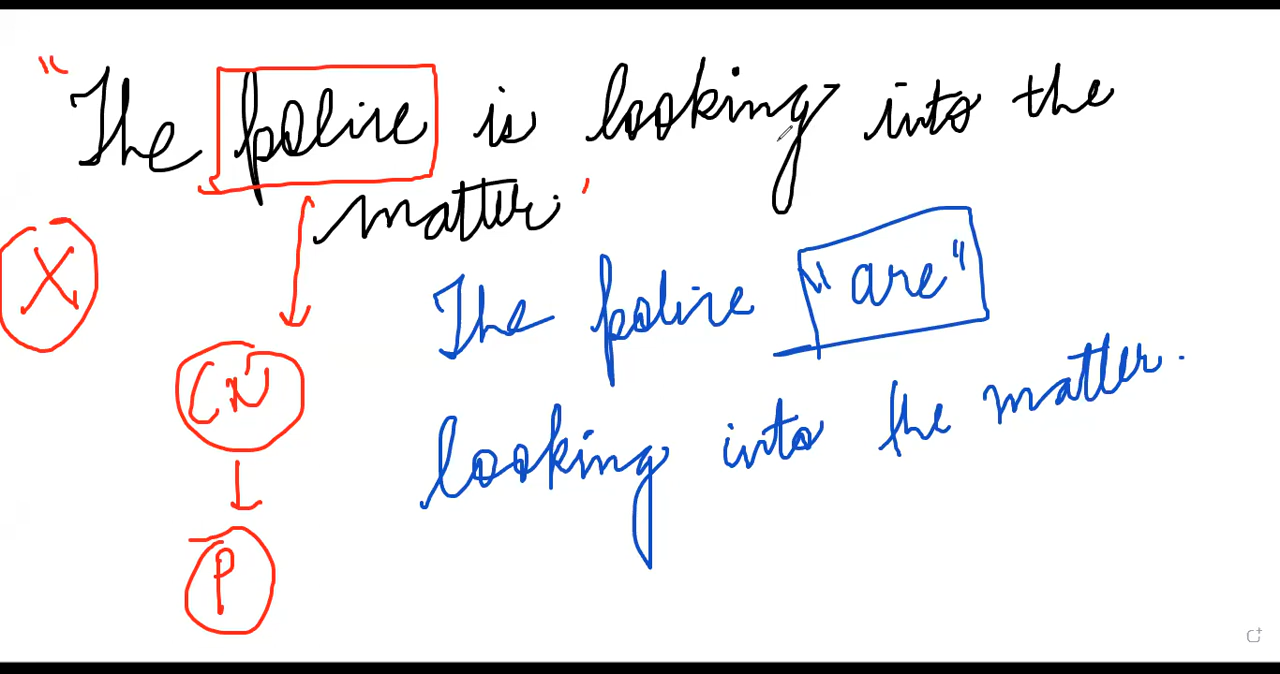 "The police is looking into the
matter.'
X
The police "are"
CN
looking into the matter.
P